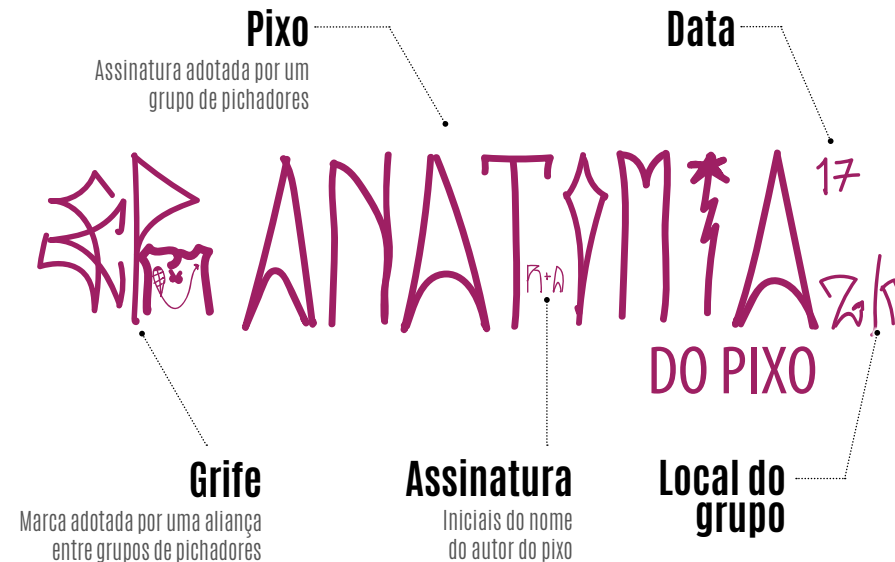 Pixo
Assinatura adotada por um
grupo de pichadores
Data
ANATOMIA
17
R+A
DO PIXO
Grife
Marca adotada por uma aliança
entre grupos de pichadores
Assinatura
Iniciais do nome
do autor do pixo
Local do
grupo